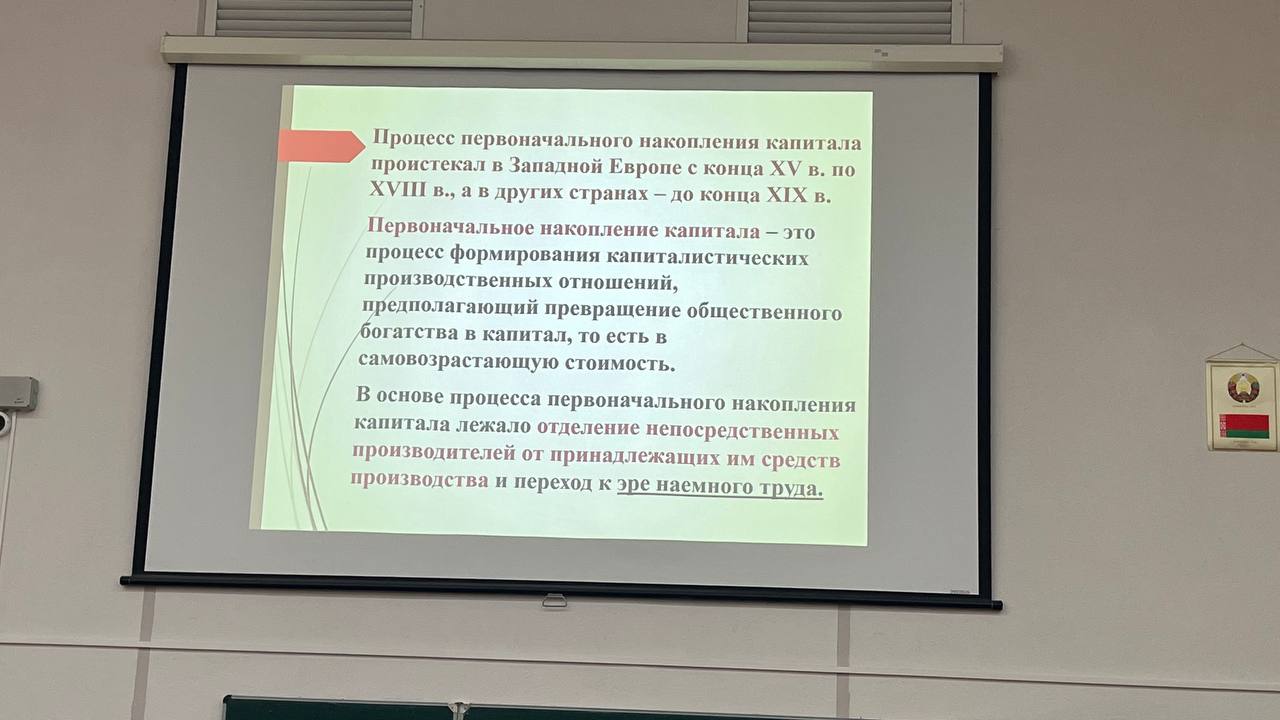 Процесс первоначального накопления капитала
проистекал в Западной Европе с конца XV в. по
XVIII в., а в других странах – до конца XIX в.
Первоначальное накопление капитала – это
процесс формирования капиталистических
производственных отношений,
предполагающий превращение общественного
богатства в капитал, то есть в
самовозрастающую стоимость.
В основе процесса первоначального накопления
капитала лежало отделение непосредственных
производителей от принадлежащих им средств
производства и переход к эре наемного труда.